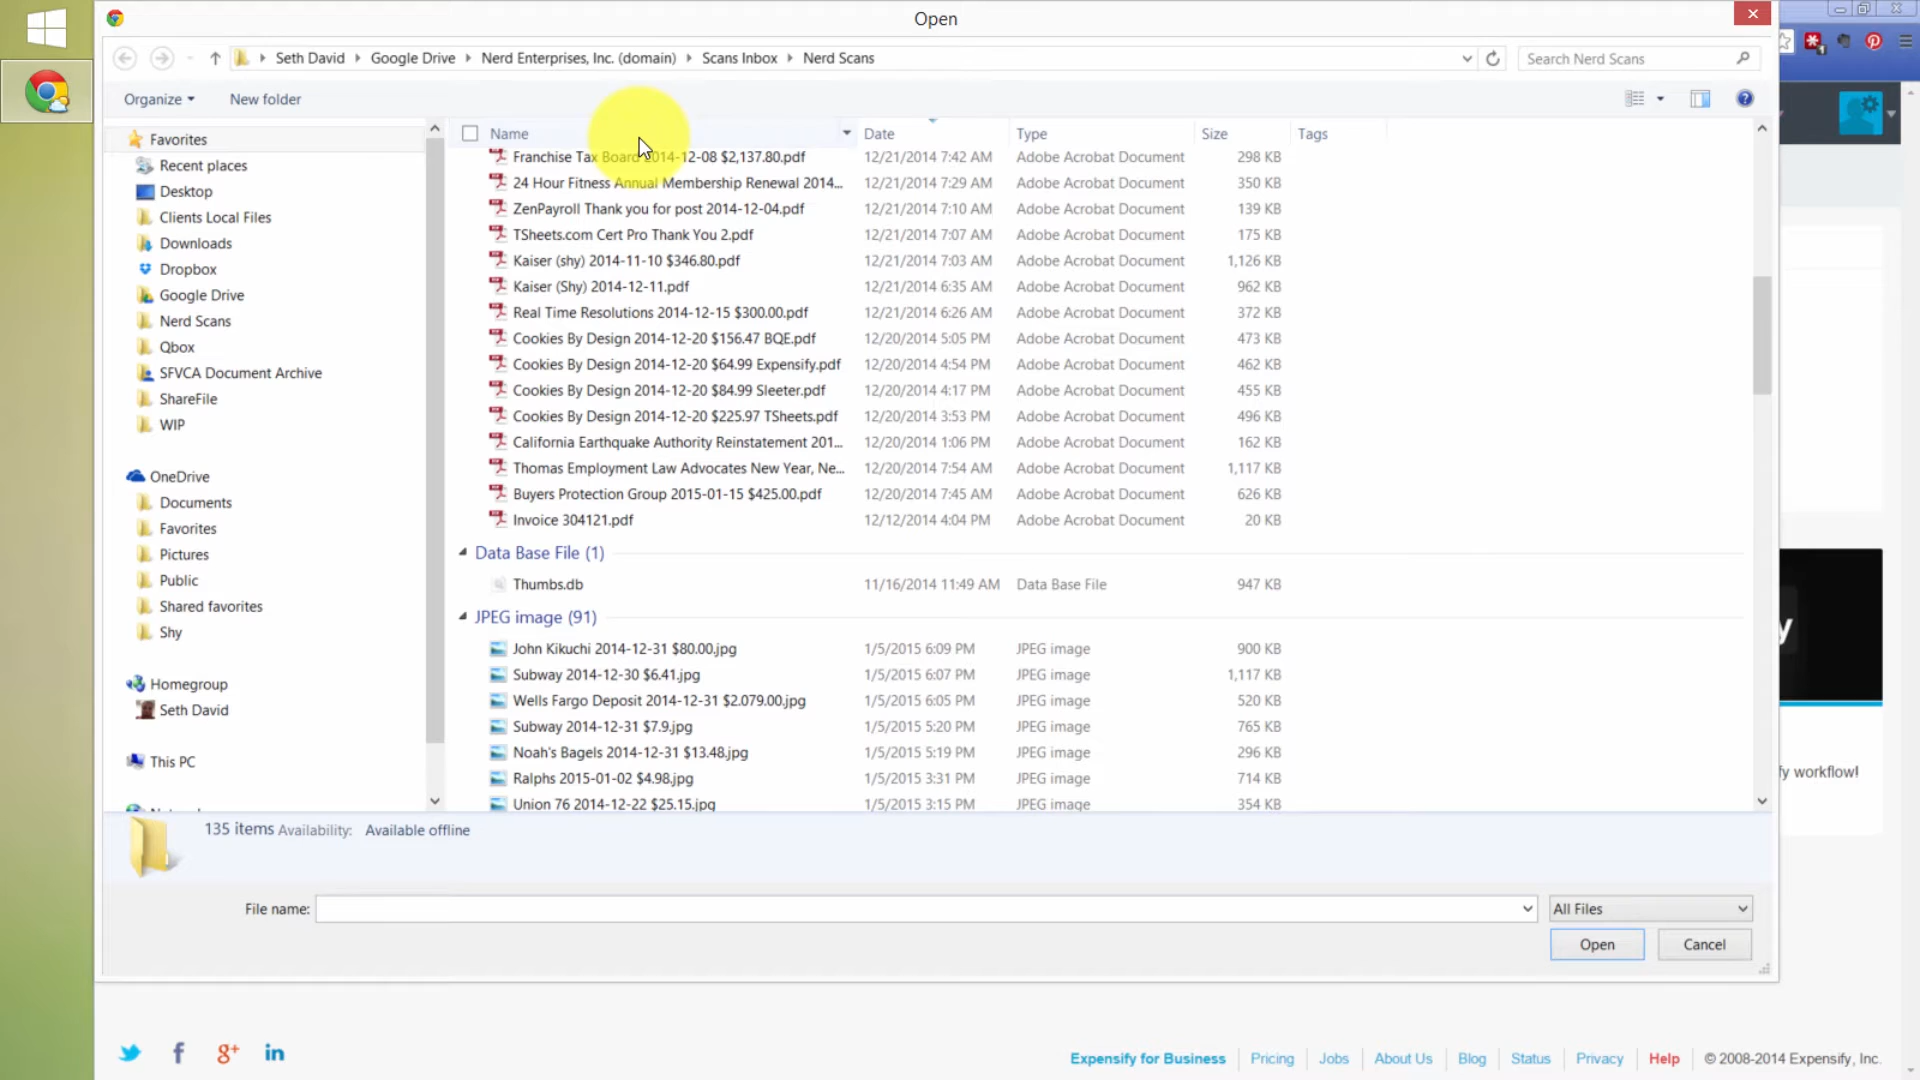 Open
Seth David Google Drive Nerd Enterprises, Inc. (domain) Scans Inbox Nerd Scans
Search Nerd Scans
Organize New folder
Favorites
Recent places
Desktop
Clients Local Files
Downloads
Dropbox
Google Drive
Nerd Scans
Qbox
SFVCA Document Archive
ShareFile
WIP
OneDrive
Documents
Favorites
Pictures
Public
Shared favorites
Shy
Homegroup
Seth David
This PC
Name Date Type Size Tags
Franchise Tax Board 2014-12-08 $2,137.80.pdf 12/21/2014 7:42 AM Adobe Acrobat Document 298 KB
24 Hour Fitness Annual Membership Renewal 2014... 12/21/2014 7:29 AM Adobe Acrobat Document 350 KB
ZenPayroll Thank you for post 2014-12-04.pdf 12/21/2014 7:10 AM Adobe Acrobat Document 139 KB
TSheets.com Cert Pro Thank You 2.pdf 12/21/2014 7:07 AM Adobe Acrobat Document 175 KB
Kaiser (shy) 2014-11-10 $346.80.pdf 12/21/2014 7:03 AM Adobe Acrobat Document 1,126 KB
Kaiser (Shy) 2014-12-11.pdf 12/21/2014 6:35 AM Adobe Acrobat Document 962 KB
Real Time Resolutions 2014-12-15 $300.00.pdf 12/21/2014 6:26 AM Adobe Acrobat Document 372 KB
Cookies By Design 2014-12-20 $156.47 BQE.pdf 12/20/2014 5:05 PM Adobe Acrobat Document 473 KB
Cookies By Design 2014-12-20 $64.99 Expensify.pdf 12/20/2014 4:54 PM Adobe Acrobat Document 462 KB
Cookies By Design 2014-12-20 $84.99 Sleeter.pdf 12/20/2014 4:17 PM Adobe Acrobat Document 455 KB
Cookies By Design 2014-12-20 $225.97 TSheets.pdf 12/20/2014 3:53 PM Adobe Acrobat Document 496 KB
California Earthquake Authority Reinstatement 201... 12/20/2014 1:06 PM Adobe Acrobat Document 162 KB
Thomas Employment Law Advocates New Year, Ne... 12/20/2014 7:54 AM Adobe Acrobat Document 1,117 KB
Buyers Protection Group 2015-01-15 $425.00.pdf 12/20/2014 7:45 AM Adobe Acrobat Document 626 KB
Invoice 304121.pdf 12/12/2014 4:04 PM Adobe Acrobat Document 20 KB
Data Base File (1)
Thumbs.db 11/16/2014 11:49 AM Data Base File 947 KB
JPEG image (91)
John Kikuchi 2014-12-31 $80.00.jpg 1/5/2015 6:09 PM JPEG image 900 KB
Subway 2014-12-30 $6.41.jpg 1/5/2015 6:07 PM JPEG image 1,117 KB
Wells Fargo Deposit 2014-12-31 $2.079.00.jpg 1/5/2015 6:05 PM JPEG image 520 KB
Subway 2014-12-31 $7.9.jpg 1/5/2015 5:20 PM JPEG image 765 KB
Noah's Bagels 2014-12-31 $13.48.jpg 1/5/2015 5:19 PM JPEG image 296 KB
Ralphs 2015-01-02 $4.98.jpg 1/5/2015 3:31 PM JPEG image 714 KB
Union 76 2014-12-22 $25.15.jpg 1/5/2015 3:15 PM JPEG image 354 KB
fy workflow!
135 items Availability: Available offline
File name: All Files
Open Cancel
Expensify for Business Pricing Jobs About Us Blog Status Privacy Help © 2008-2014 Expensify, Inc.